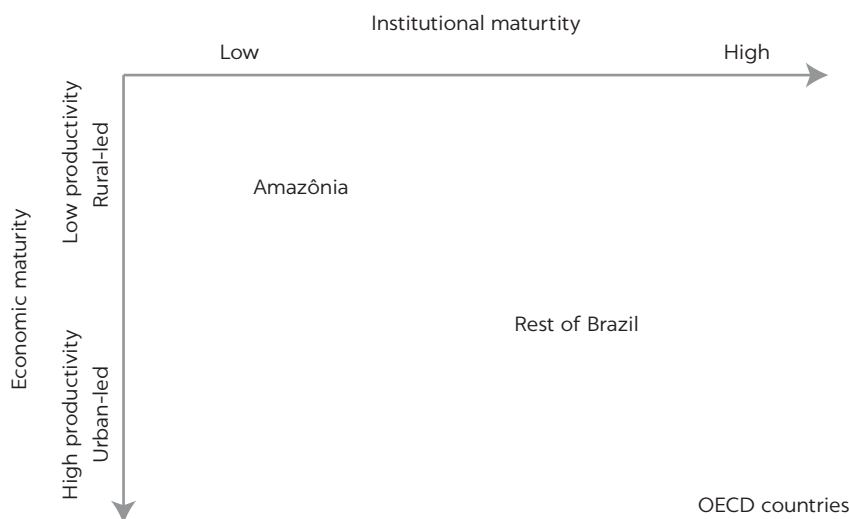 Institutional maturtity
Low
High
Economic maturity
Low productivity
Rural-led
High productivity
Urban-led
Amazônia
Rest of Brazil
OECD countries